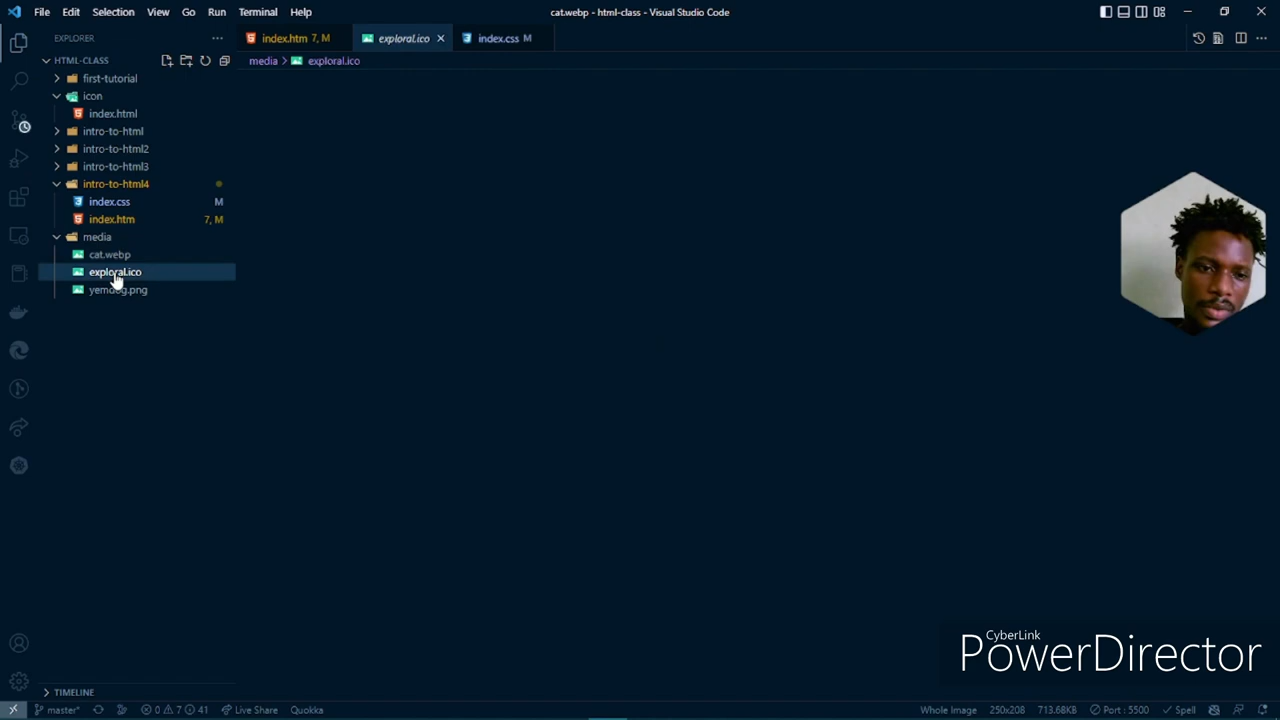 File Edit Selection View Go Run Terminal Help
cat.webp - html-class - Visual Studio Code
EXPLORER
HTML-CLASS
first-tutorial
icon
index.html
intro-to-html
intro-to-html2
intro-to-html3
intro-to-html4
index.css M
index.htm 7, M
media
cat.webp
exploral.ico
yemdog.png
TIMELINE
index.htm 7, M
exploral.ico
index.css M
media > exploral.ico
CyberLink
PowerDirector
master* 0 7 41 Live Share Quokka Whole Image 250x208 713.68KB Port : 5500 Spell